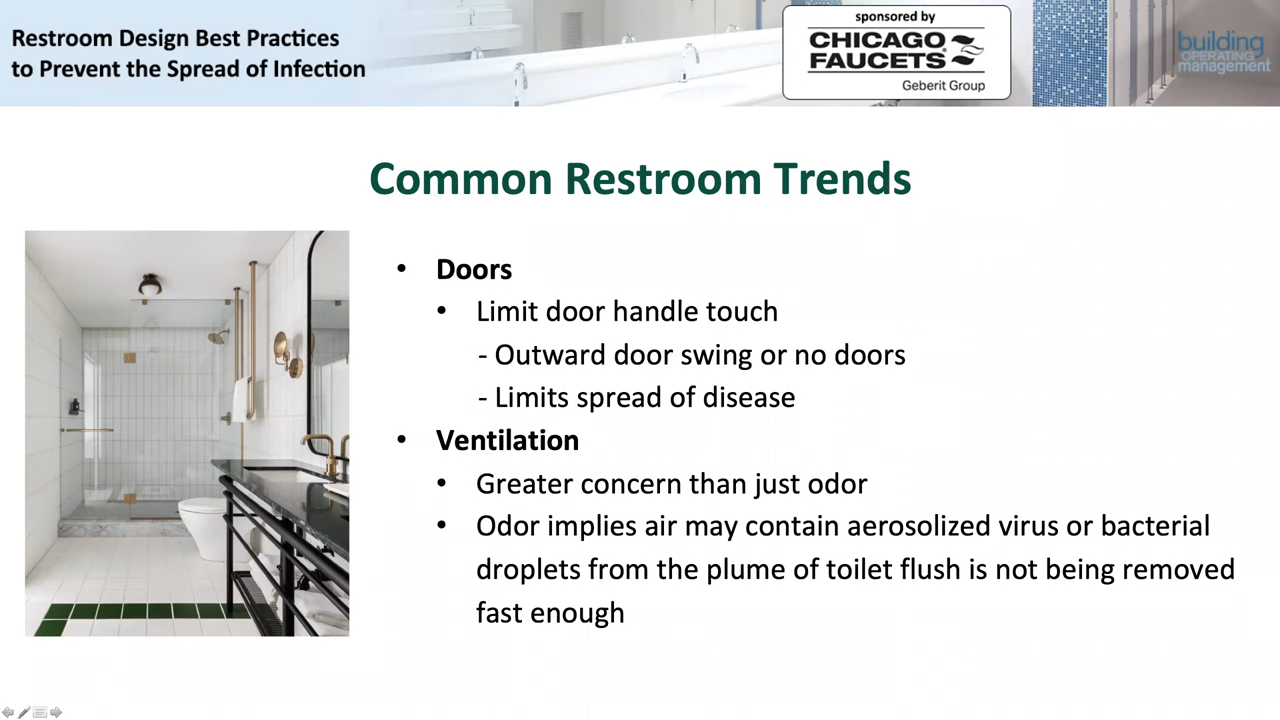 Restroom Design Best Practices
to Prevent the Spread of Infection
sponsored by
CHICAGO
FAUCETS
Geberit Group
building
OPERATING
management
Common Restroom Trends
• Doors
• Limit door handle touch
- Outward door swing or no doors
- Limits spread of disease
• Ventilation
• Greater concern than just odor
• Odor implies air may contain aerosolized virus or bacterial
droplets from the plume of toilet flush is not being removed
fast enough